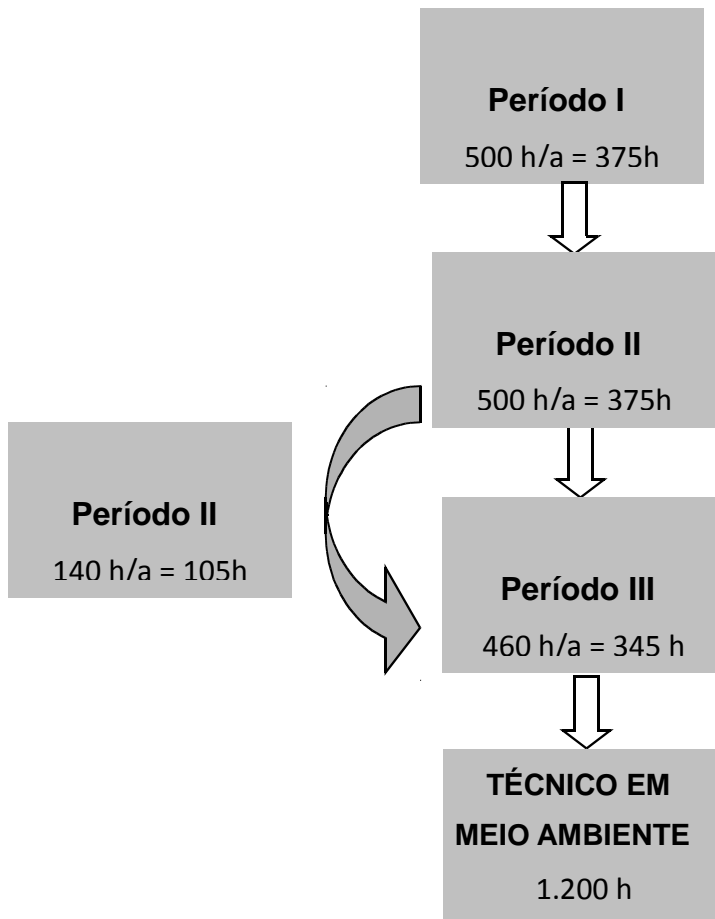 Período I
500 h/a = 375h
Período II
500 h/a = 375h
Período II
140 h/a = 105h
Período III
460 h/a = 345 h
TÉCNICO EM
MEIO AMBIENTE
1.200 h